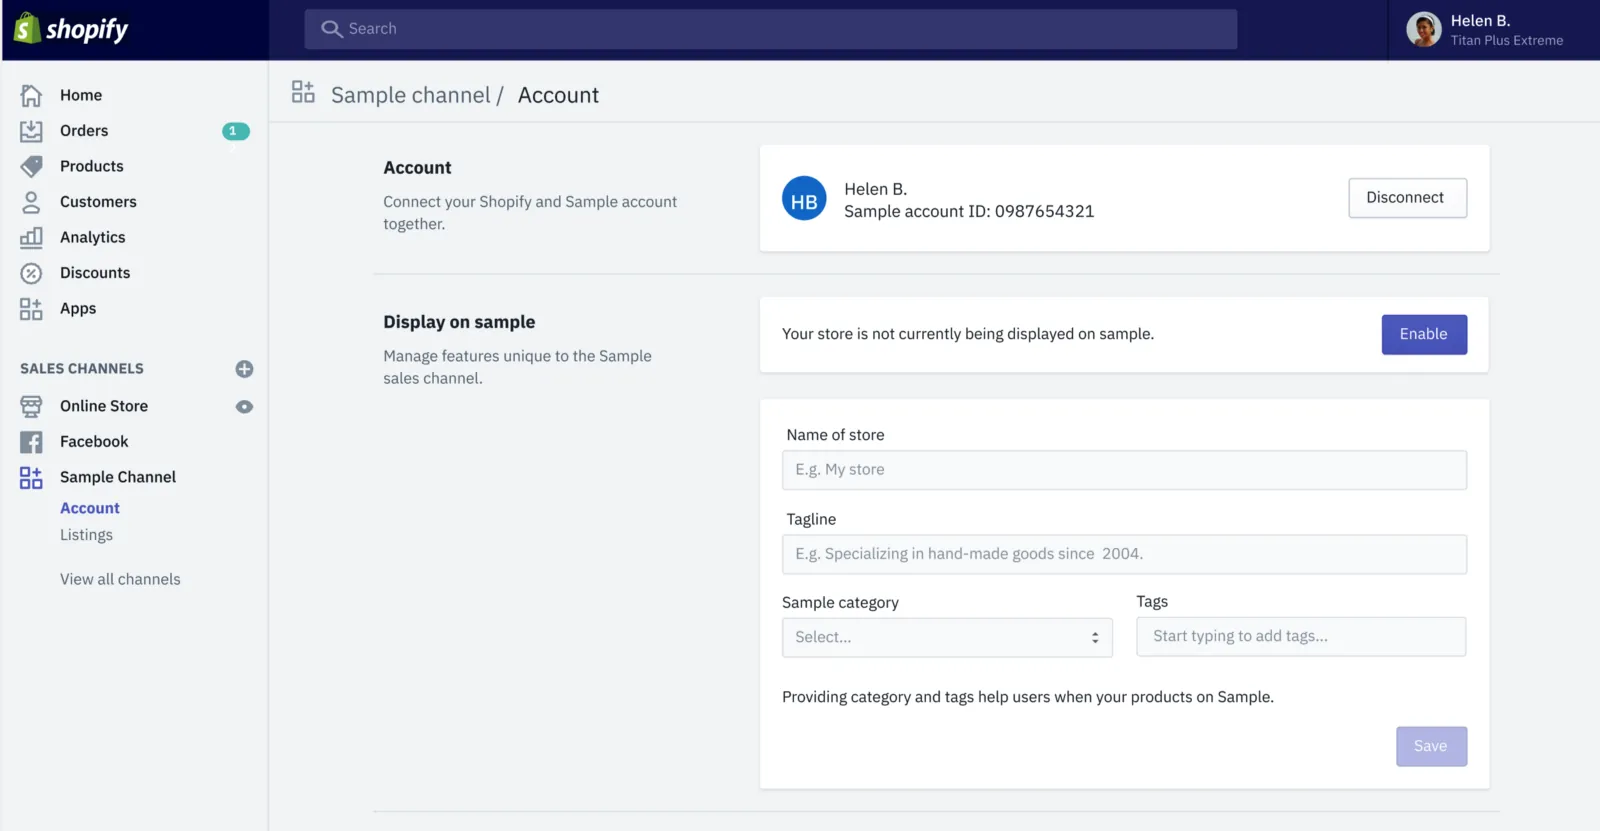 shopify
Search
Helen B.
Titan Plus Extreme
Home
Orders
1
Products
Customers
Analytics
Discounts
Apps
SALES CHANNELS
Online Store
Facebook
Sample Channel
Account
Listings
View all channels
Sample channel / Account
Account
Connect your Shopify and Sample account
together.
HB
Helen B.
Sample account ID: 0987654321
Disconnect
Display on sample
Manage features unique to the Sample
sales channel.
Your store is not currently being displayed on sample.
Enable
Name of store
E.g. My store
Tagline
E.g. Specializing in hand-made goods since 2004.
Sample category
Select...
Tags
Start typing to add tags...
Providing category and tags help users when your products on Sample.
Save